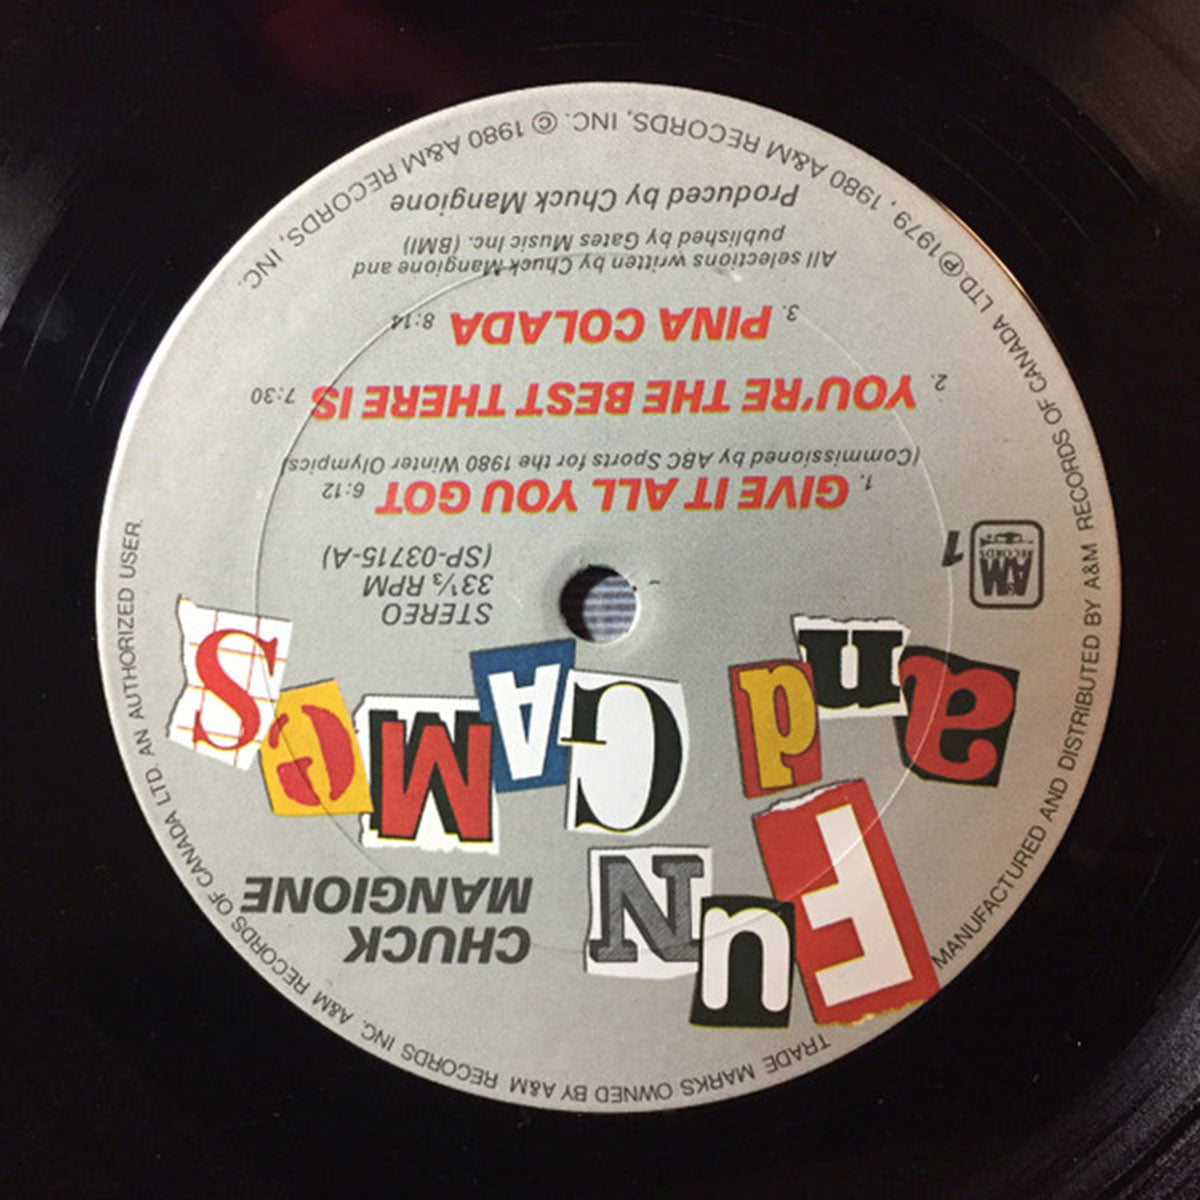 FuN
and GAMeS
CHUCK
MANGIONE
STEREO
33⅓ RPM
(SP-03715-A)
A&M
RECORDS
1
1. GIVE IT ALL YOU GOT 6:12
(Commissioned by ABC Sports for the 1980 Winter Olympics)
2. YOU'RE THE BEST THERE IS 7:30
3. PINA COLADA 8:14
All selections written by Chuck Mangione and
published by Gates Music Inc. (BMI)
Produced by Chuck Mangione
MANUFACTURED AND DISTRIBUTED BY A&M RECORDS OF CANADA LTD. ℗ 1979, 1980 A&M RECORDS, INC. © 1980 A&M RECORDS, INC.
TRADE MARKS OWNED BY A&M RECORDS INC. A&M RECORDS OF CANADA LTD. AN AUTHORIZED USER.